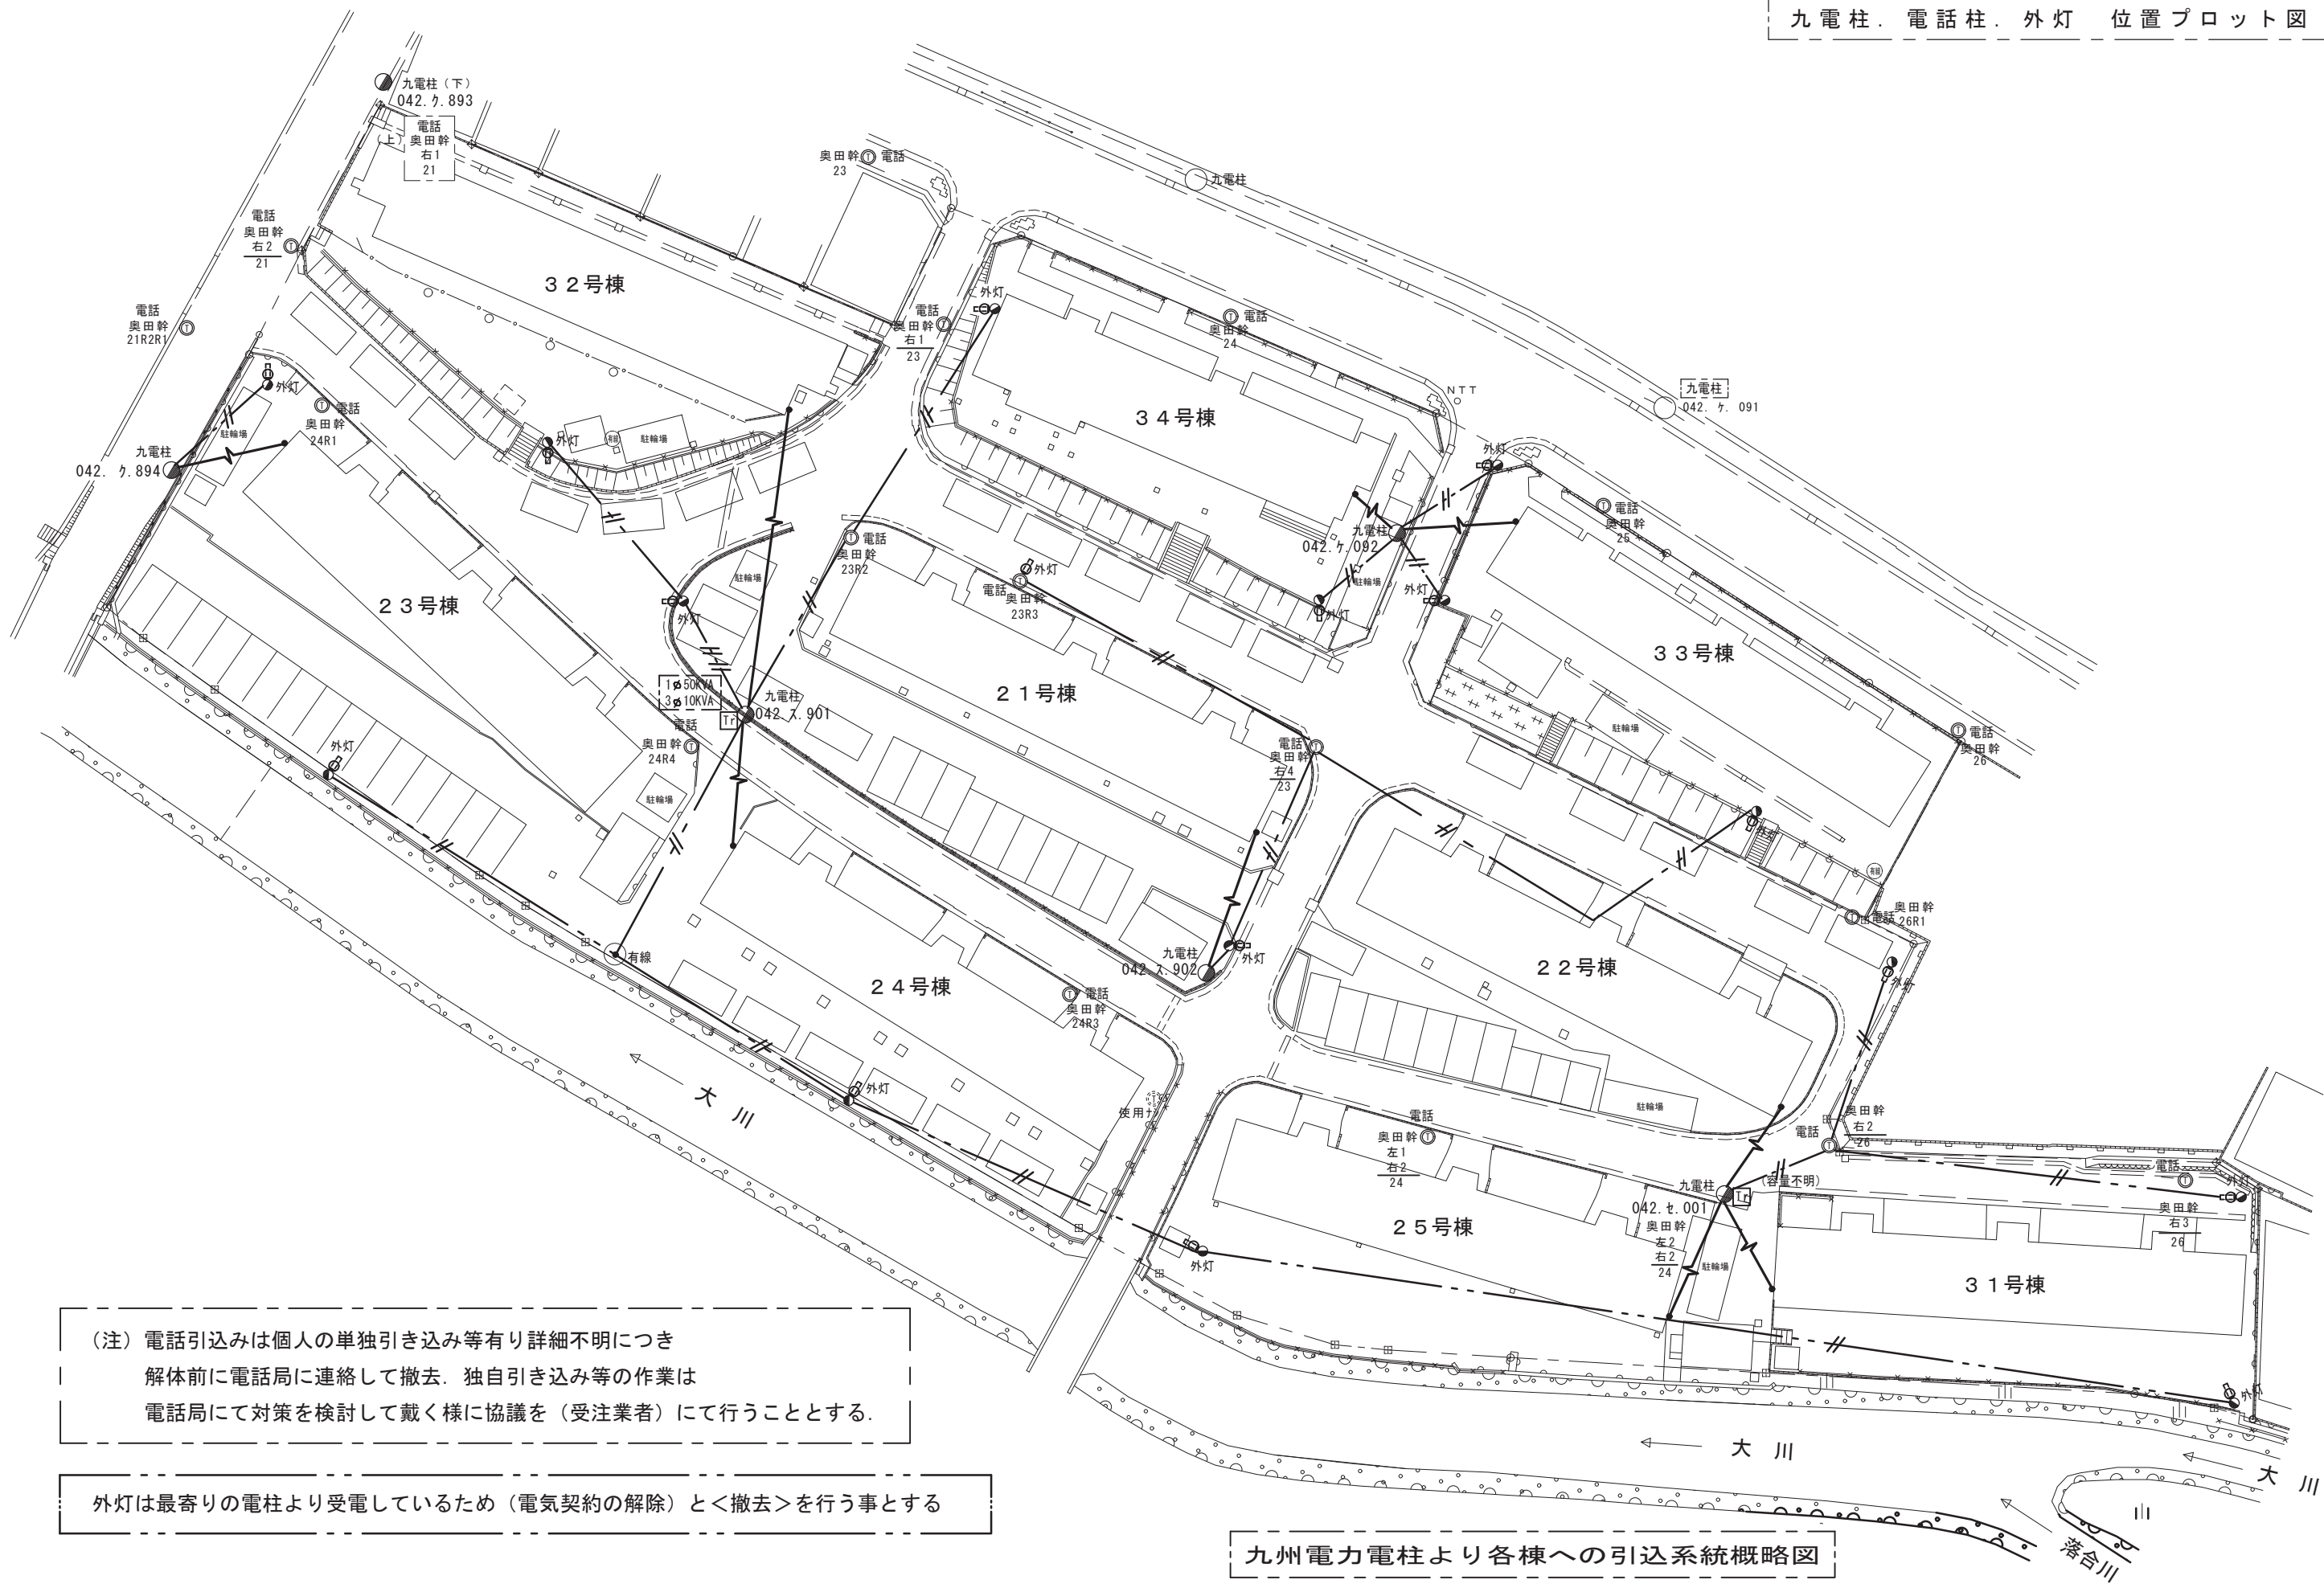 九電柱．電話柱．外灯　位置プロット図
九電柱（下）
042.ｸ.893
電話
（上）奥田幹
右1
21
電話
奥田幹
右2
21
電話
奥田幹
21R2R1
32号棟
奥田幹 電話
23
九電柱
外灯
電話
奥田幹
右1
23
電話
奥田幹
24
34号棟
NTT
九電柱
042. ｹ. 091
外灯
電話
奥田幹
24R1
駐輪場
九電柱
042. ｸ.894
外灯
有線
駐輪場
外灯
九電柱
042.ｹ.092
電話
奥田幹
25
電話
奥田幹
23R2
外灯
電話
奥田幹
23R3
駐輪場
外灯
駐輪場
外灯
外灯
23号棟
33号棟
21号棟
1φ50KVA
3φ10KVA
Tr
九電柱
042.ｽ.901
電話
奥田幹
24R4
駐輪場
外灯
電話
奥田幹
右4
23
駐輪場
電話
奥田幹
26
外灯
有線
電話
奥田幹
26R1
有線
九電柱
042.ｽ.902
外灯
22号棟
24号棟
電話
奥田幹
24R3
外灯
外灯
大川
使用ﾅｼ
駐輪場
電話
奥田幹
左1
右2
24
奥田幹
右2
26
電話
九電柱
（容量不明）
Tr
042.ｾ.001
奥田幹
左2
右2
24
駐輪場
電話
外灯
奥田幹
右3
26
25号棟
31号棟
外灯
外灯
（注）電話引込みは個人の単独引き込み等有り詳細不明につき
解体前に電話局に連絡して撤去．独自引き込み等の作業は
電話局にて対策を検討して戴く様に協議を（受注業者）にて行うこととする．
大川
大川
外灯は最寄りの電柱より受電しているため（電気契約の解除）と＜撤去＞を行う事とする
落合川
九州電力電柱より各棟への引込系統概略図